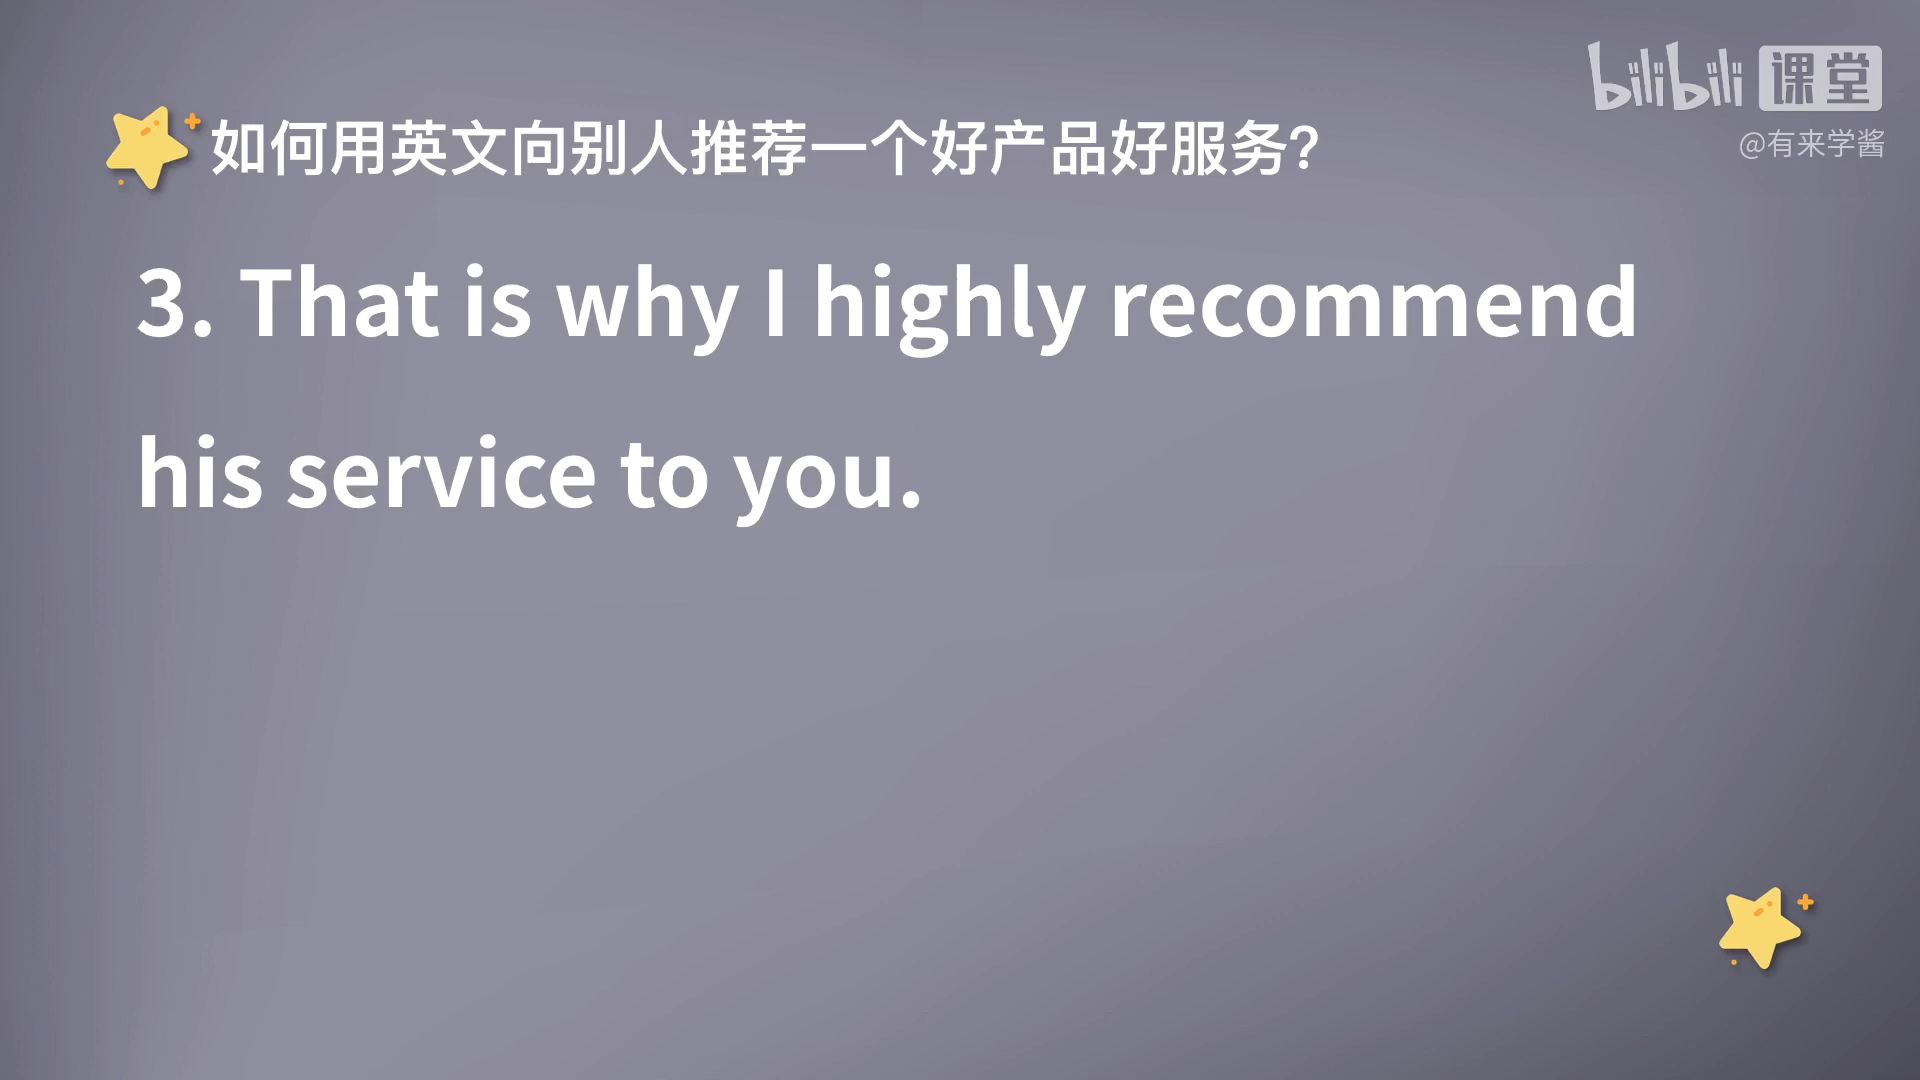 bilibili 课堂
@有来学酱
如何用英文向别人推荐一个好产品好服务?
3. That is why I highly recommend
his service to you.